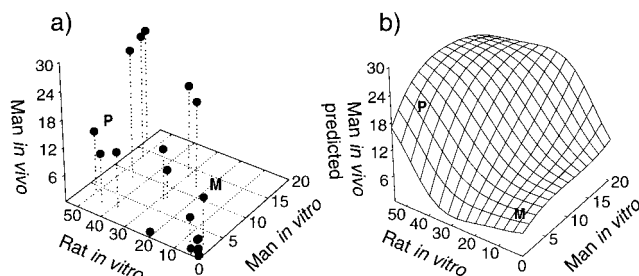 a)
30
24
18
12
6
Man in vivo
P
M
50
40
30
20
10
0
Rat in vitro
5
10
15
20
Man in vitro
b)
30
24
18
12
6
Man in vivo
predicted
P
M
50
40
30
20
10
0
Rat in vitro
5
10
15
20
Man in vitro